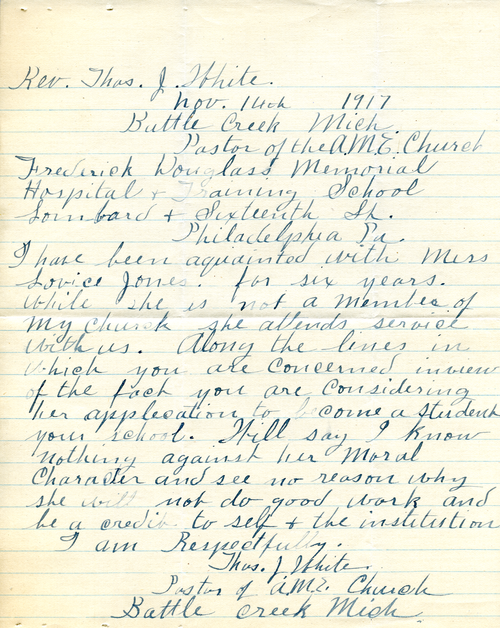 Rev. Thos. J. White.
Nov. 14th 1917
Battle Creek Mich.
Pastor of the A.M.E. Church
Frederick Douglass Memorial
Hospital & Training School
Lombard & Sixteenth St.
Philadelphia Pa.
I have been aquainted with Miss
Lovice Jones. for six years.
while she is not a member of
My Church she attends service
with us. Along the lines in
which you are Concerned inview
of the fact you are Considering
her application to become a student
your school. Will say I know
nothing against her Moral
Character and see no reason why
she will not do good work and
be a credit to self & the institution
I am Respectfully.
Thos. J White.
Pastor of A.M.E. Church
Battle Creek Mich